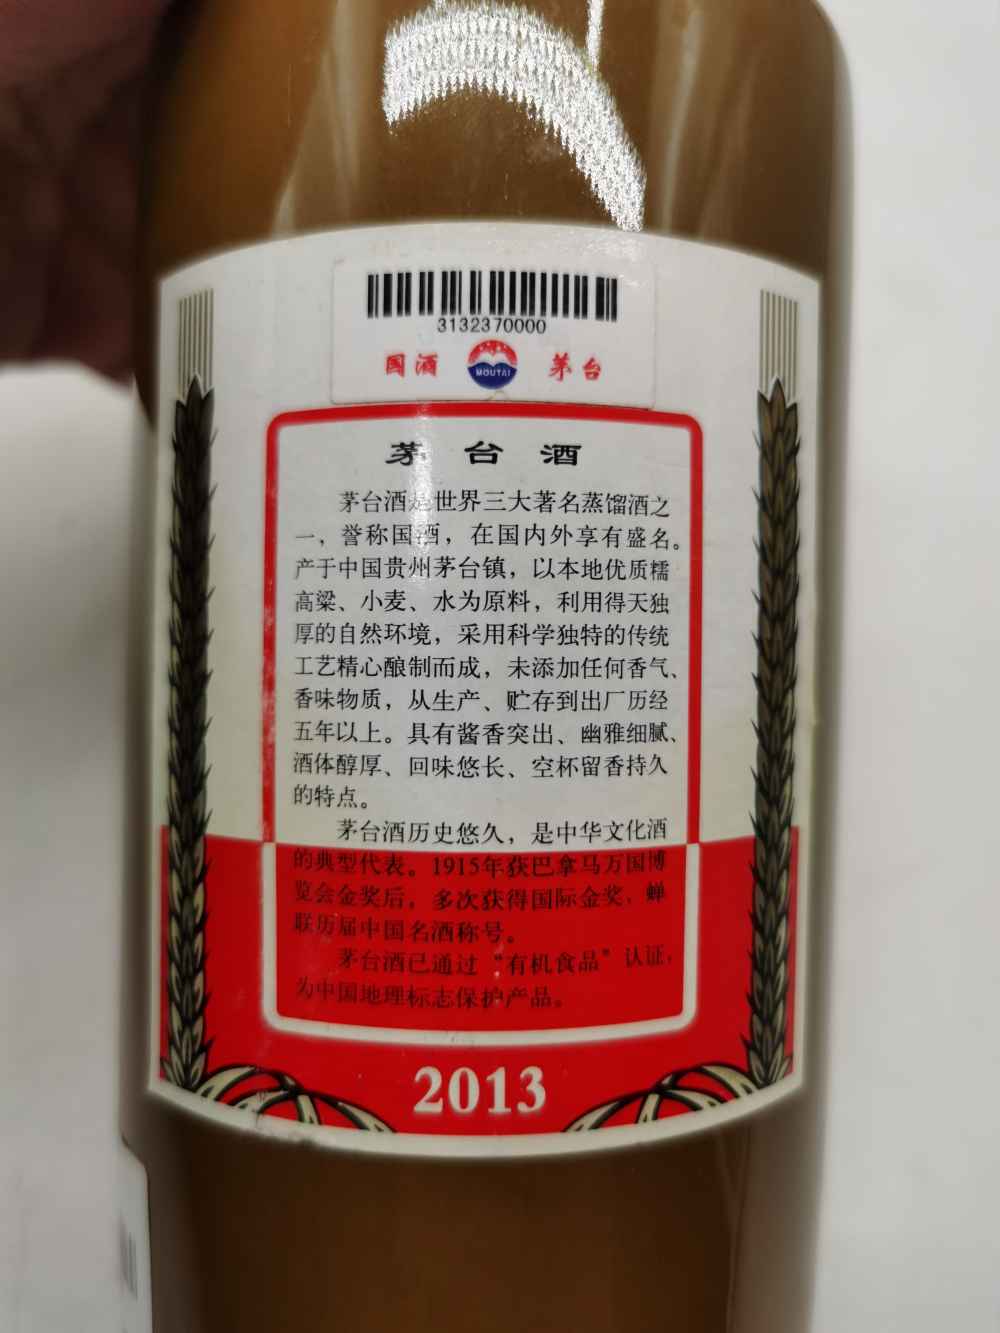 3132370000
国酒 MOUTAI 茅台
茅台酒
茅台酒是世界三大著名蒸馏酒之
一，誉称国酒，在国内外享有盛名。
产于中国贵州茅台镇，以本地优质糯
高粱、小麦、水为原料，利用得天独
厚的自然环境，采用科学独特的传统
工艺精心酿制而成，未添加任何香气、
香味物质，从生产、贮存到出厂历经
五年以上。具有酱香突出、幽雅细腻、
酒体醇厚、回味悠长、空杯留香持久
的特点。
茅台酒历史悠久，是中华文化酒
的典型代表。1915年获巴拿马万国博
览会金奖后，多次获得国际金奖，蝉
联历届中国名酒称号。
茅台酒已通过“有机食品”认证，
为中国地理标志保护产品。
2013